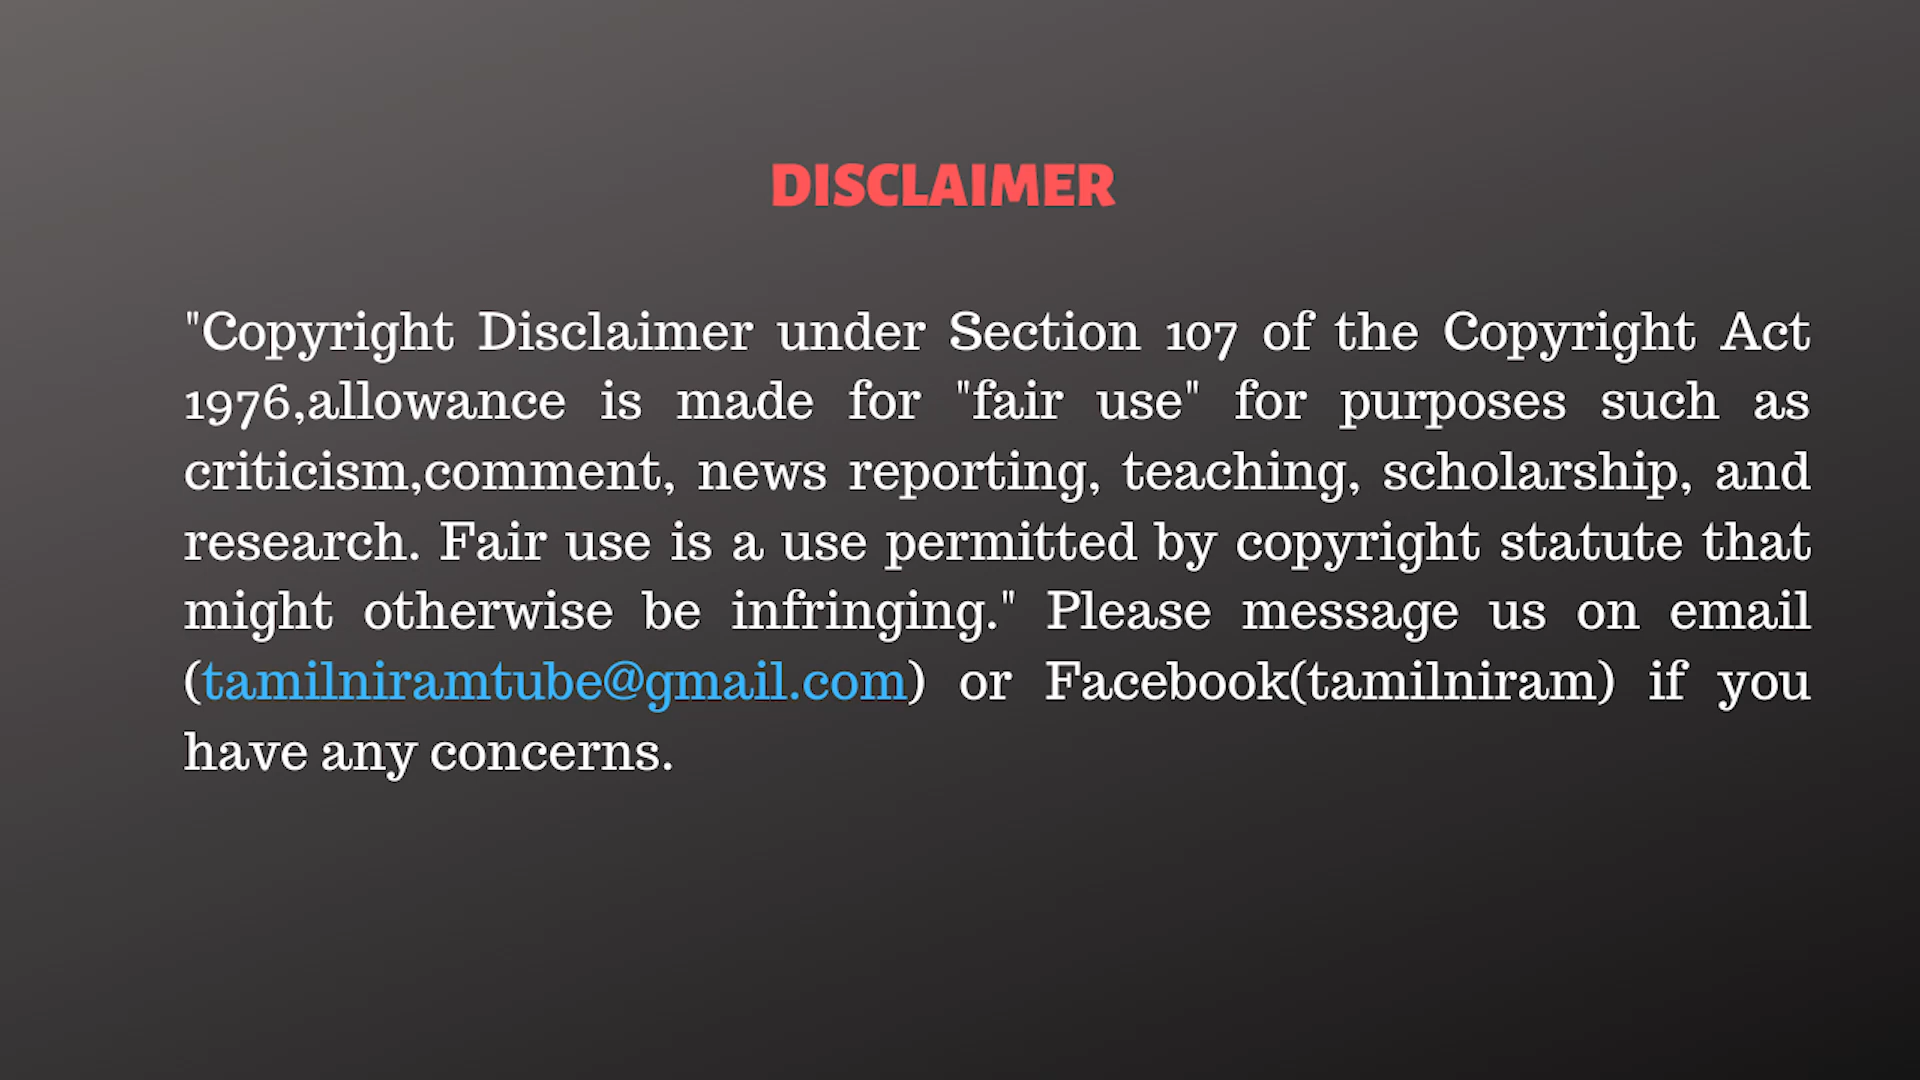 DISCLAIMER
"Copyright Disclaimer under Section 107 of the Copyright Act
1976,allowance is made for "fair use" for purposes such as
criticism,comment, news reporting, teaching, scholarship, and
research. Fair use is a use permitted by copyright statute that
might otherwise be infringing." Please message us on email
(tamilniramtube@gmail.com) or Facebook(tamilniram) if you
have any concerns.